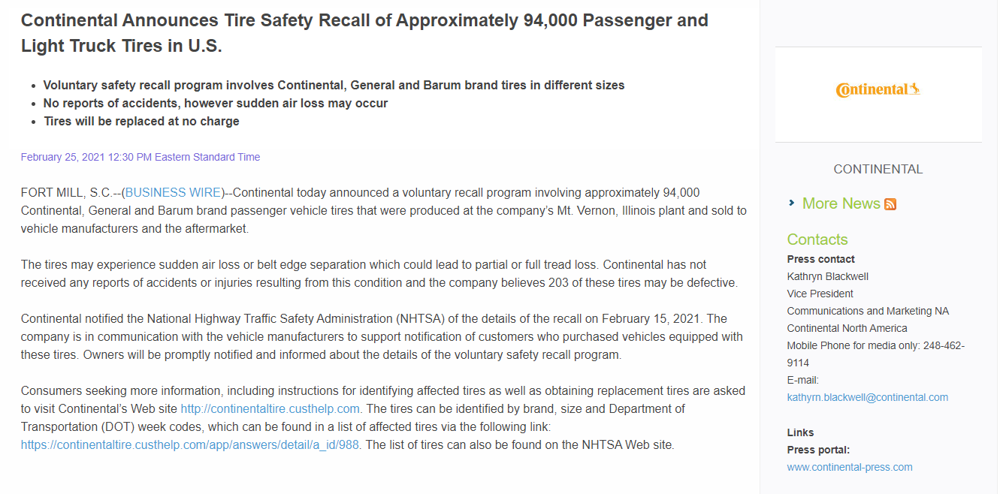 Continental Announces Tire Safety Recall of Approximately 94,000 Passenger and
Light Truck Tires in U.S.
• Voluntary safety recall program involves Continental, General and Barum brand tires in different sizes
• No reports of accidents, however sudden air loss may occur
• Tires will be replaced at no charge
February 25, 2021 12:30 PM Eastern Standard Time
FORT MILL, S.C.--(BUSINESS WIRE)--Continental today announced a voluntary recall program involving approximately 94,000
Continental, General and Barum brand passenger vehicle tires that were produced at the company’s Mt. Vernon, Illinois plant and sold to
vehicle manufacturers and the aftermarket.
The tires may experience sudden air loss or belt edge separation which could lead to partial or full tread loss. Continental has not
received any reports of accidents or injuries resulting from this condition and the company believes 203 of these tires may be defective.
Continental notified the National Highway Traffic Safety Administration (NHTSA) of the details of the recall on February 15, 2021. The
company is in communication with the vehicle manufacturers to support notification of customers who purchased vehicles equipped with
these tires. Owners will be promptly notified and informed about the details of the voluntary safety recall program.
Consumers seeking more information, including instructions for identifying affected tires as well as obtaining replacement tires are asked
to visit Continental’s Web site http://continentaltire.custhelp.com. The tires can be identified by brand, size and Department of
Transportation (DOT) week codes, which can be found in a list of affected tires via the following link:
https://continentaltire.custhelp.com/app/answers/detail/a_id/988. The list of tires can also be found on the NHTSA Web site.
Continental
CONTINENTAL
More News
Contacts
Press contact
Kathryn Blackwell
Vice President
Communications and Marketing NA
Continental North America
Mobile Phone for media only: 248-462-
9114
E-mail:
kathyrn.blackwell@continental.com
Links
Press portal:
www.continental-press.com